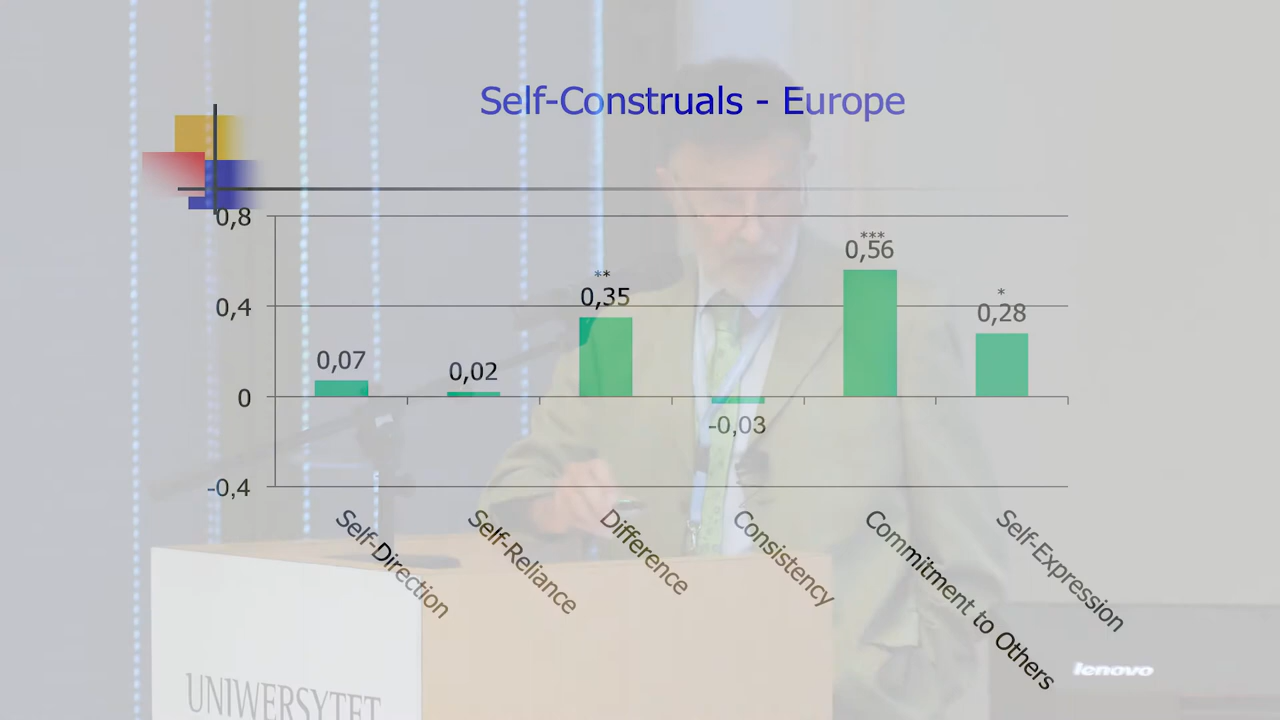 Self-Construals - Europe
0,8
0,4
0
-0,4
0,07
0,02
**
0,35
-0,03
***
0,56
*
0,28
Self-Direction
Self-Reliance
Difference
Consistency
Commitment to Others
Self-Expression
UNIWERSYTET
lenovo